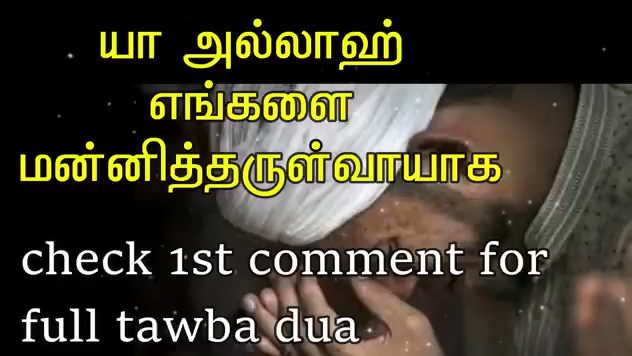 யா அல்லாஹ்
எங்களை
மன்னித்தருள்வாயாக
check 1st comment for
full tawba dua